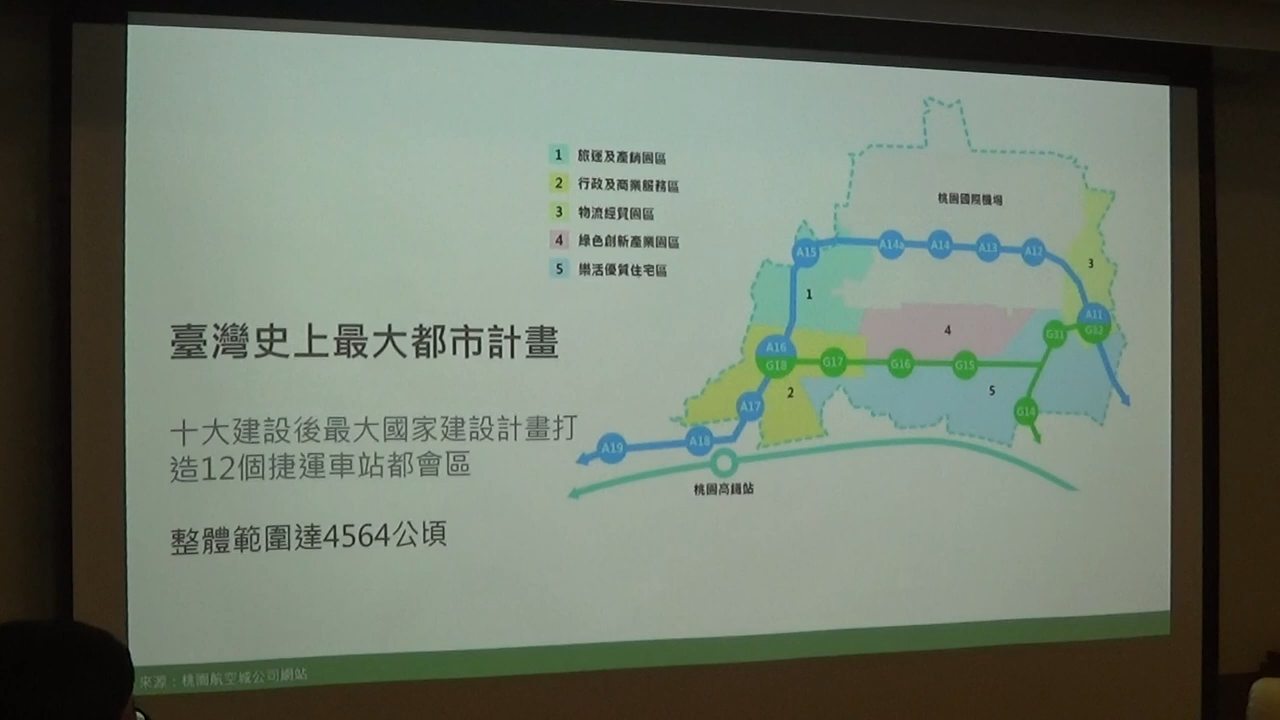 1 旅運及產銷園區
2 行政及商業服務區
3 物流經貿園區
4 綠色創新產業園區
5 樂活優質住宅區
桃園國際機場
A15
A14a
A14
A13
A12
3
1
4
A11
G32
G31
A16
G18
G17
G16
G15
2
5
A17
G14
A19
A18
桃園高鐵站
臺灣史上最大都市計畫
十大建設後最大國家建設計畫打
造12個捷運車站都會區
整體範圍達4564公頃
來源：桃園航空城公司網站